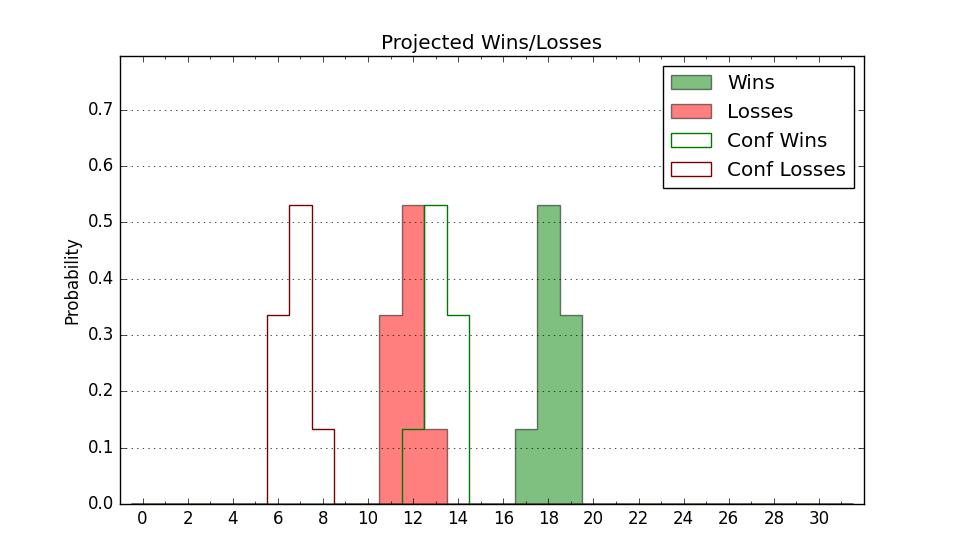 Projected Wins/Losses
Wins
Losses
Conf Wins
Conf Losses
Probability
0.7
0.6
0.5
0.4
0.3
0.2
0.1
0.0
0 2 4 6 8 10 12 14 16 18 20 22 24 26 28 30